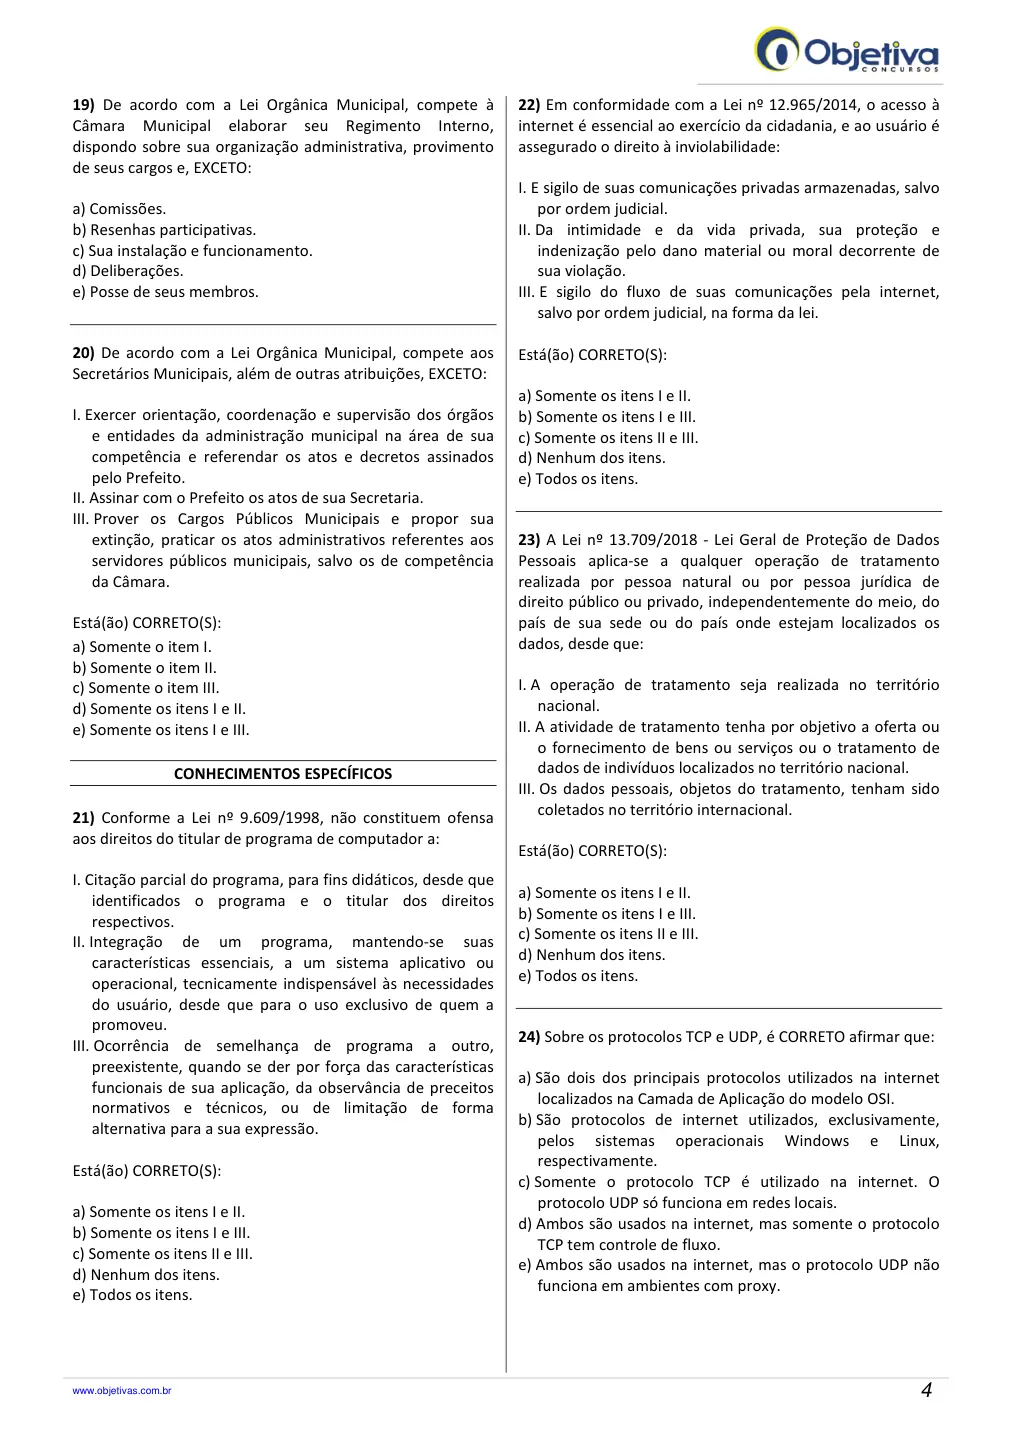 Objetiva
CONCURSOS
19) De acordo com a Lei Orgânica Municipal, compete à
Câmara Municipal elaborar seu Regimento Interno,
dispondo sobre sua organização administrativa, provimento
de seus cargos e, EXCETO:
a) Comissões.
b) Resenhas participativas.
c) Sua instalação e funcionamento.
d) Deliberações.
e) Posse de seus membros.
20) De acordo com a Lei Orgânica Municipal, compete aos
Secretários Municipais, além de outras atribuições, EXCETO:
I. Exercer orientação, coordenação e supervisão dos órgãos
e entidades da administração municipal na área de sua
competência e referendar os atos e decretos assinados
pelo Prefeito.
II. Assinar com o Prefeito os atos de sua Secretaria.
III. Prover os Cargos Públicos Municipais e propor sua
extinção, praticar os atos administrativos referentes aos
servidores públicos municipais, salvo os de competência
da Câmara.
Está(ão) CORRETO(S):
a) Somente o item I.
b) Somente o item II.
c) Somente o item III.
d) Somente os itens I e II.
e) Somente os itens I e III.
CONHECIMENTOS ESPECÍFICOS
21) Conforme a Lei nº 9.609/1998, não constituem ofensa
aos direitos do titular de programa de computador a:
I. Citação parcial do programa, para fins didáticos, desde que
identificados o programa e o titular dos direitos
respectivos.
II. Integração de um programa, mantendo-se suas
características essenciais, a um sistema aplicativo ou
operacional, tecnicamente indispensável às necessidades
do usuário, desde que para o uso exclusivo de quem a
promoveu.
III. Ocorrência de semelhança de programa a outro,
preexistente, quando se der por força das características
funcionais de sua aplicação, da observância de preceitos
normativos e técnicos, ou de limitação de forma
alternativa para a sua expressão.
Está(ão) CORRETO(S):
a) Somente os itens I e II.
b) Somente os itens I e III.
c) Somente os itens II e III.
d) Nenhum dos itens.
e) Todos os itens.
22) Em conformidade com a Lei nº 12.965/2014, o acesso à
internet é essencial ao exercício da cidadania, e ao usuário é
assegurado o direito à inviolabilidade:
I. E sigilo de suas comunicações privadas armazenadas, salvo
por ordem judicial.
II. Da intimidade e da vida privada, sua proteção e
indenização pelo dano material ou moral decorrente de
sua violação.
III. E sigilo do fluxo de suas comunicações pela internet,
salvo por ordem judicial, na forma da lei.
Está(ão) CORRETO(S):
a) Somente os itens I e II.
b) Somente os itens I e III.
c) Somente os itens II e III.
d) Nenhum dos itens.
e) Todos os itens.
23) A Lei nº 13.709/2018 - Lei Geral de Proteção de Dados
Pessoais aplica-se a qualquer operação de tratamento
realizada por pessoa natural ou por pessoa jurídica de
direito público ou privado, independentemente do meio, do
país de sua sede ou do país onde estejam localizados os
dados, desde que:
I. A operação de tratamento seja realizada no território
nacional.
II. A atividade de tratamento tenha por objetivo a oferta ou
o fornecimento de bens ou serviços ou o tratamento de
dados de indivíduos localizados no território nacional.
III. Os dados pessoais, objetos do tratamento, tenham sido
coletados no território internacional.
Está(ão) CORRETO(S):
a) Somente os itens I e II.
b) Somente os itens I e III.
c) Somente os itens II e III.
d) Nenhum dos itens.
e) Todos os itens.
24) Sobre os protocolos TCP e UDP, é CORRETO afirmar que:
a) São dois dos principais protocolos utilizados na internet
localizados na Camada de Aplicação do modelo OSI.
b) São protocolos de internet utilizados, exclusivamente,
pelos sistemas operacionais Windows e Linux,
respectivamente.
c) Somente o protocolo TCP é utilizado na internet. O
protocolo UDP só funciona em redes locais.
d) Ambos são usados na internet, mas somente o protocolo
TCP tem controle de fluxo.
e) Ambos são usados na internet, mas o protocolo UDP não
funciona em ambientes com proxy.
www.objetivas.com.br
4